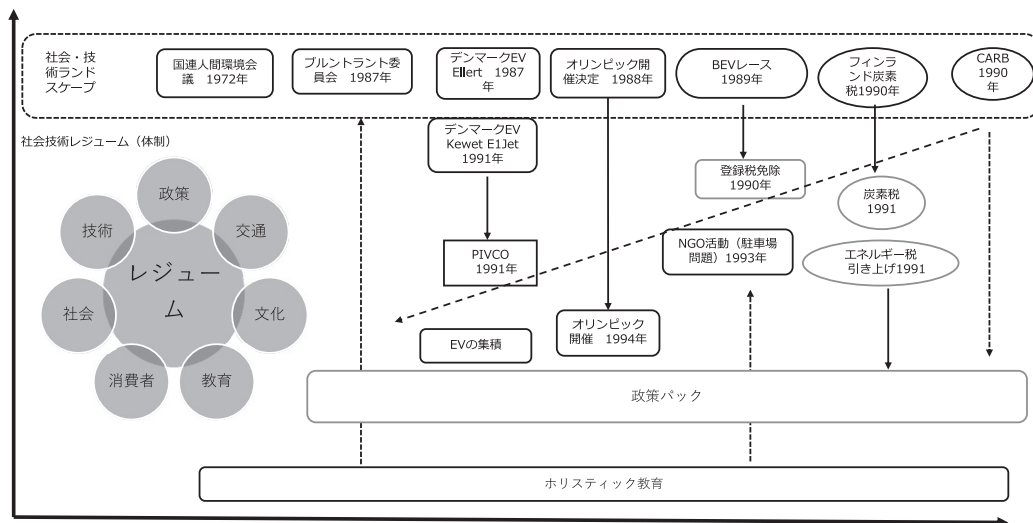 社会・技
術ランド
スケープ
国連人間環境会
議　1972年
ブルントラント委
員会　1987年
デンマークEV
Ellert　1987
年
オリンピック開
催決定　1988年
BEVレース
1989年
フィンラ
ンド炭素
税1990年
CARB
1990
年
社会技術レジューム（体制）
デンマークEV
Kewet E1Jet
1991年
登録税免除
1990年
炭素税
1991
政策
技術
交通
レジュー
ム
社会
文化
消費者
教育
PIVCO
1991年
NGO活動（駐車場
問題）1993年
エネルギー税
引き上げ1991
EVの集積
オリンピック
開催　1994年
政策パック
ホリスティック教育